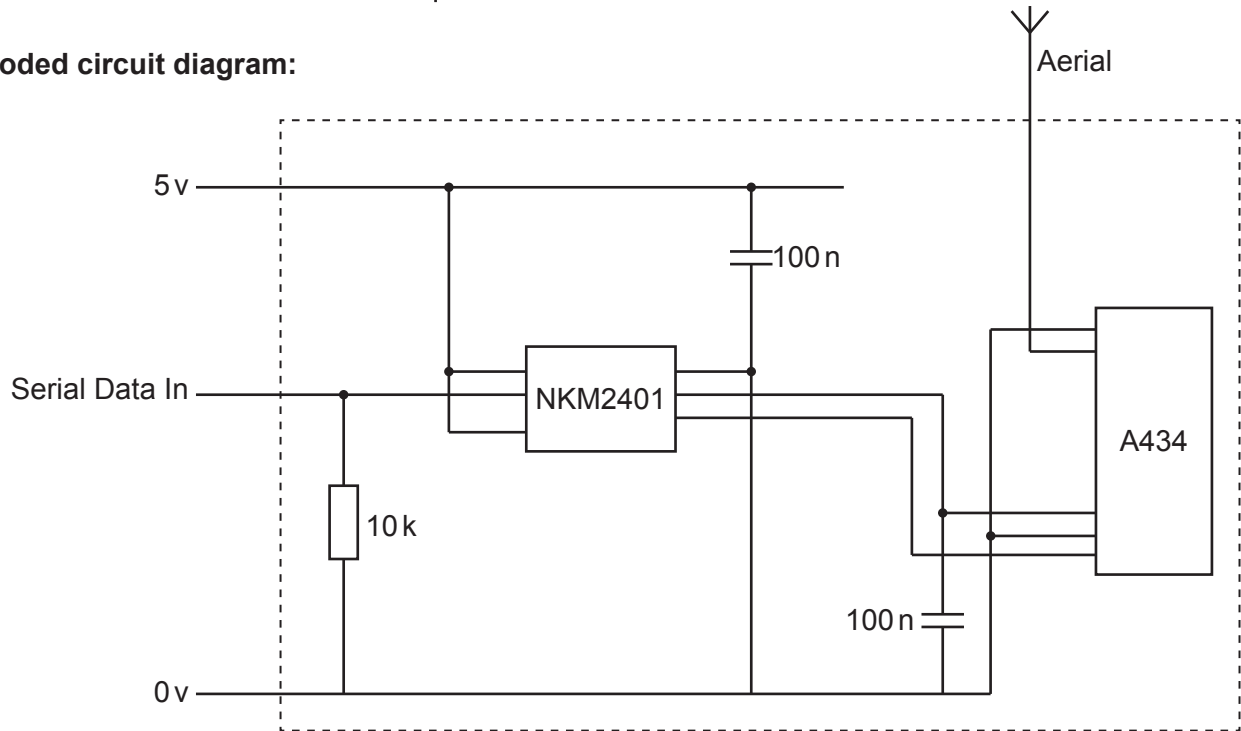 oded circuit diagram:
Aerial
5 v
100 n
Serial Data In
NKM2401
A434
10 k
100 n
0 v